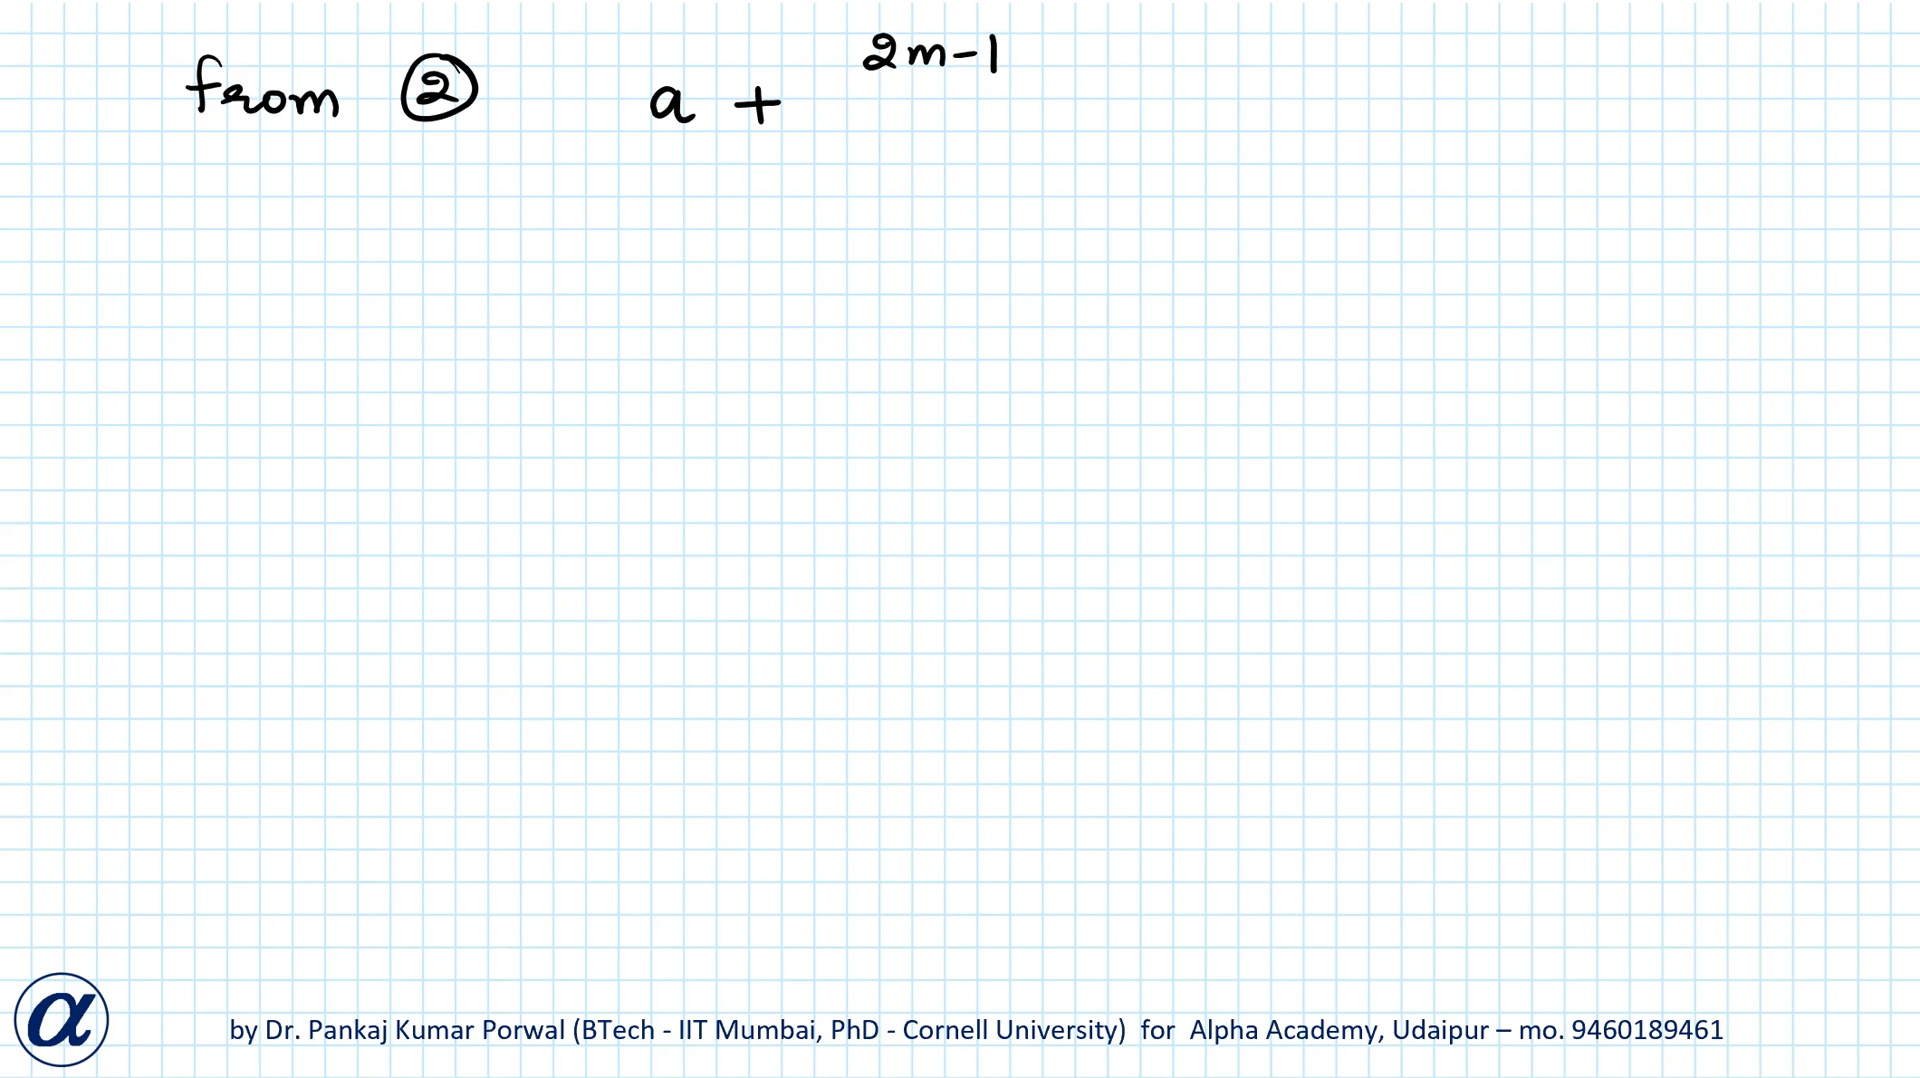 from ② a + 2m-1
α by Dr. Pankaj Kumar Porwal (BTech - IIT Mumbai, PhD - Cornell University) for Alpha Academy, Udaipur – mo. 9460189461